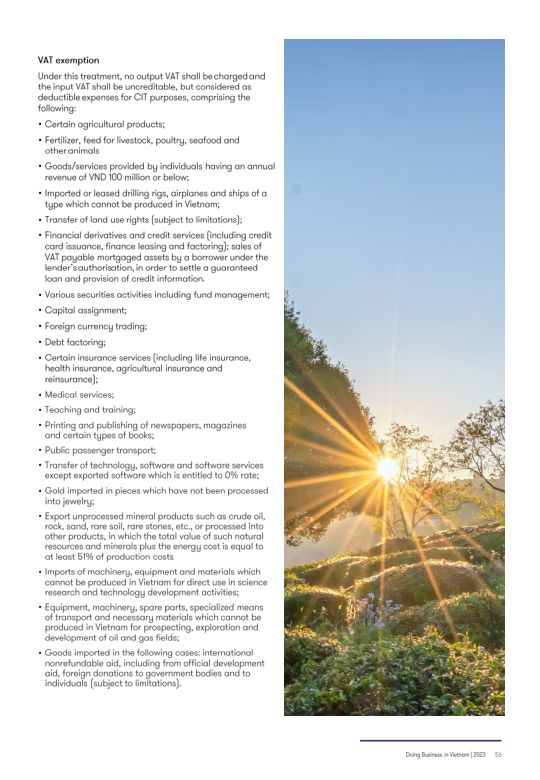 VAT exemption
Under this treatment, no output VAT shall be charged and
the input VAT shall be uncreditable, but considered as
deductible expenses for CIT purposes, comprising the
following:
• Certain agricultural products;
• Fertilizer, feed for livestock, poultry, seafood and
other animals
• Goods/services provided by individuals having an annual
revenue of VND 100 million or below;
• Imported or leased drilling rigs, airplanes and ships of a
type which cannot be produced in Vietnam;
• Transfer of land use rights (subject to limitations);
• Financial derivatives and credit services (including credit
card issuance, finance leasing and factoring); sales of
VAT payable mortgaged assets by a borrower under the
lender's authorisation, in order to settle a guaranteed
loan and provision of credit information.
• Various securities activities including fund management;
• Capital assignment;
• Foreign currency trading;
• Debt factoring;
• Certain insurance services (including life insurance,
health insurance, agricultural insurance and
reinsurance);
• Medical services;
• Teaching and training;
• Printing and publishing of newspapers, magazines
and certain types of books;
• Public passenger transport;
• Transfer of technology, software and software services
except exported software which is entitled to 0% rate;
• Gold imported in pieces which have not been processed
into jewelry;
• Export unprocessed mineral products such as crude oil,
rock, sand, rare soil, rare stones, etc., or processed into
other products, in which the total value of such natural
resources and minerals plus the energy cost is equal to
at least 51% of production costs
• Imports of machinery, equipment and materials which
cannot be produced in Vietnam for direct use in science
research and technology development activities;
• Equipment, machinery, spare parts, specialized means
of transport and necessary materials which cannot be
produced in Vietnam for prospecting, exploration and
development of oil and gas fields;
• Goods imported in the following cases: international
nonrefundable aid, including from official development
aid, foreign donations to government bodies and to
individuals (subject to limitations).
Doing Business in Vietnam | 2023 56